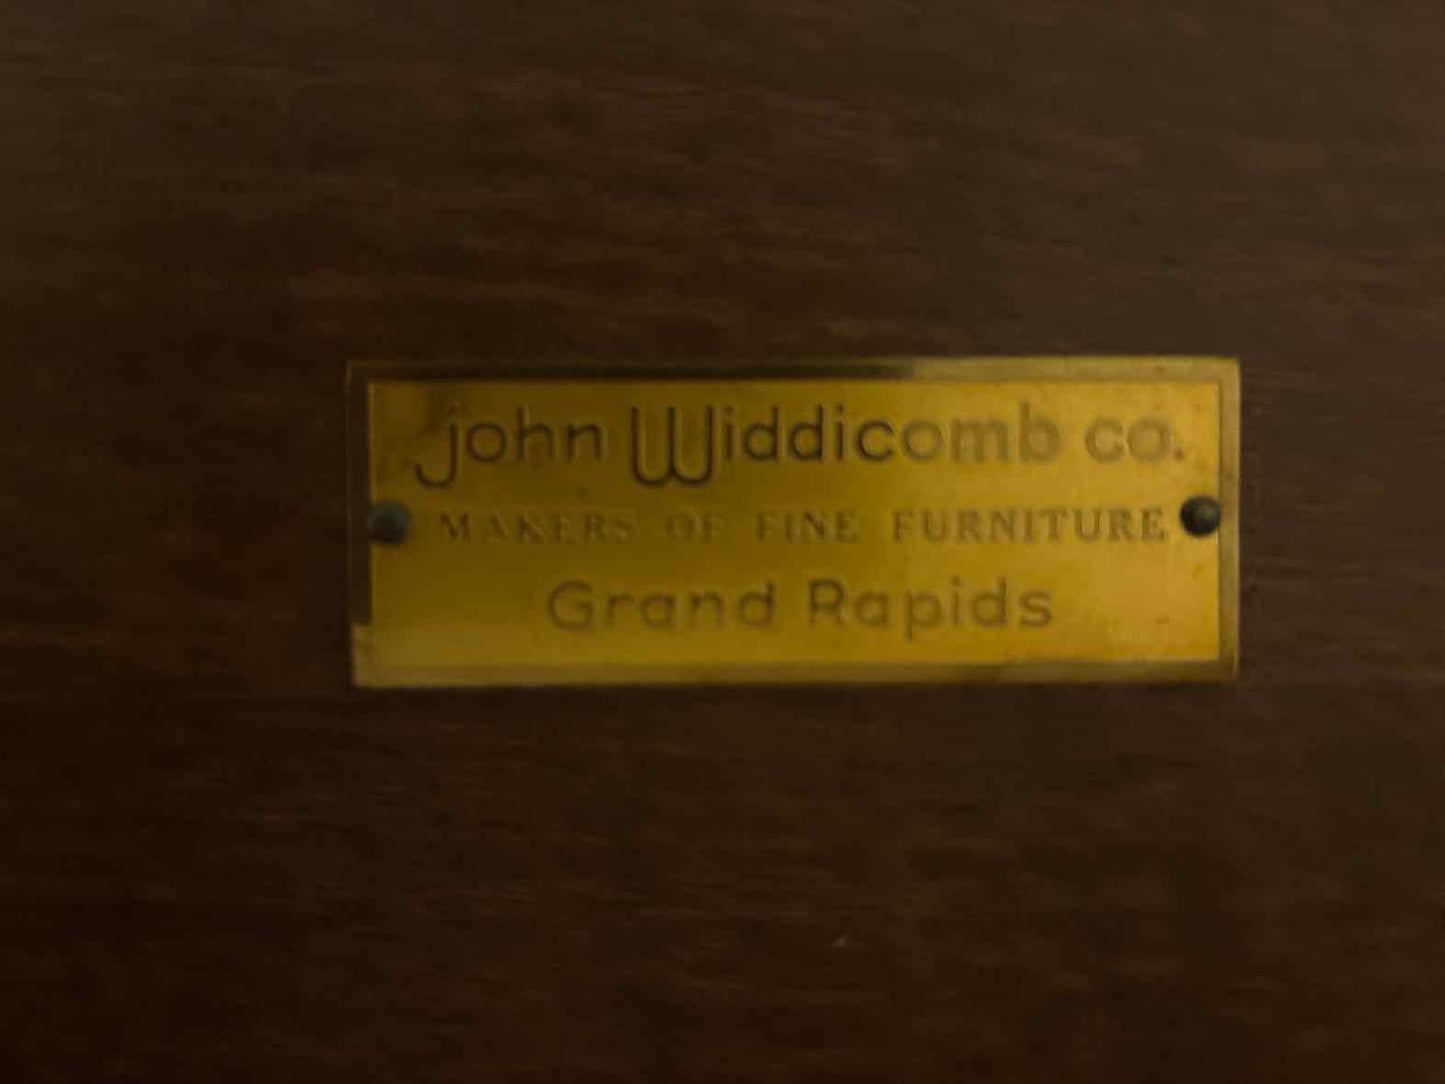 john Widdicomb co.
MAKERS OF FINE FURNITURE
Grand Rapids